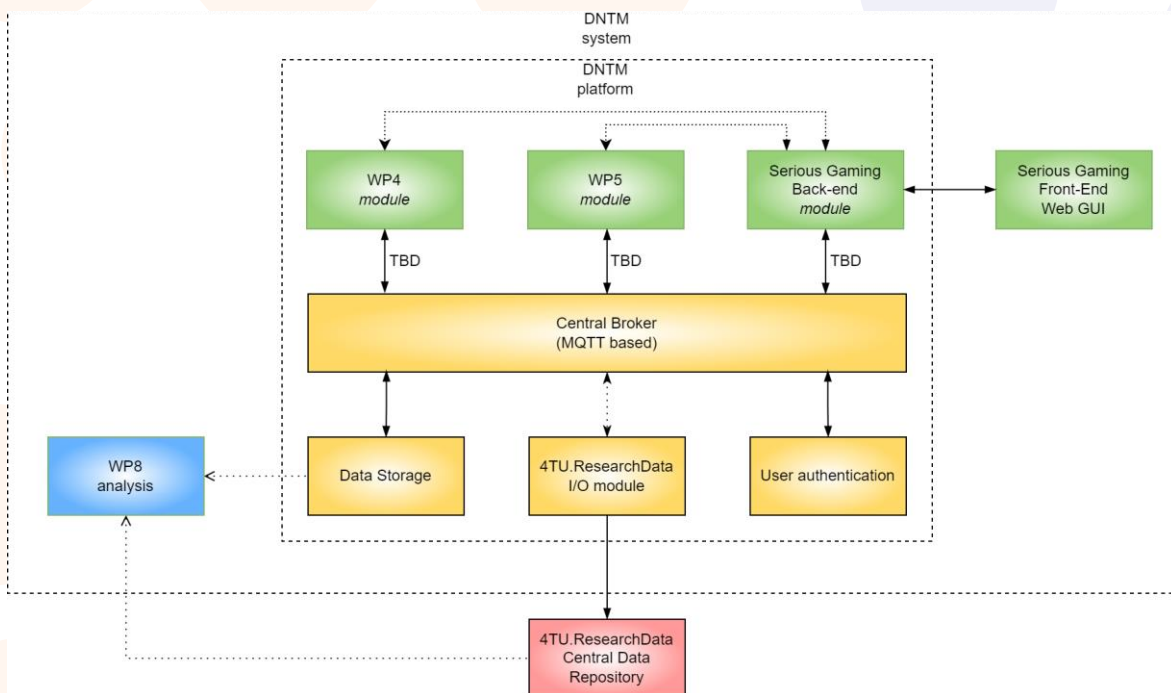 DNTM
system
DNTM
platform
WP4
module
WP5
module
Serious Gaming
Back-end
module
Serious Gaming
Front-End
Web GUI
TBD
TBD
TBD
Central Broker
(MQTT based)
WP8
analysis
Data Storage
4TU.ResearchData
I/O module
User authentication
4TU.ResearchData
Central Data
Repository